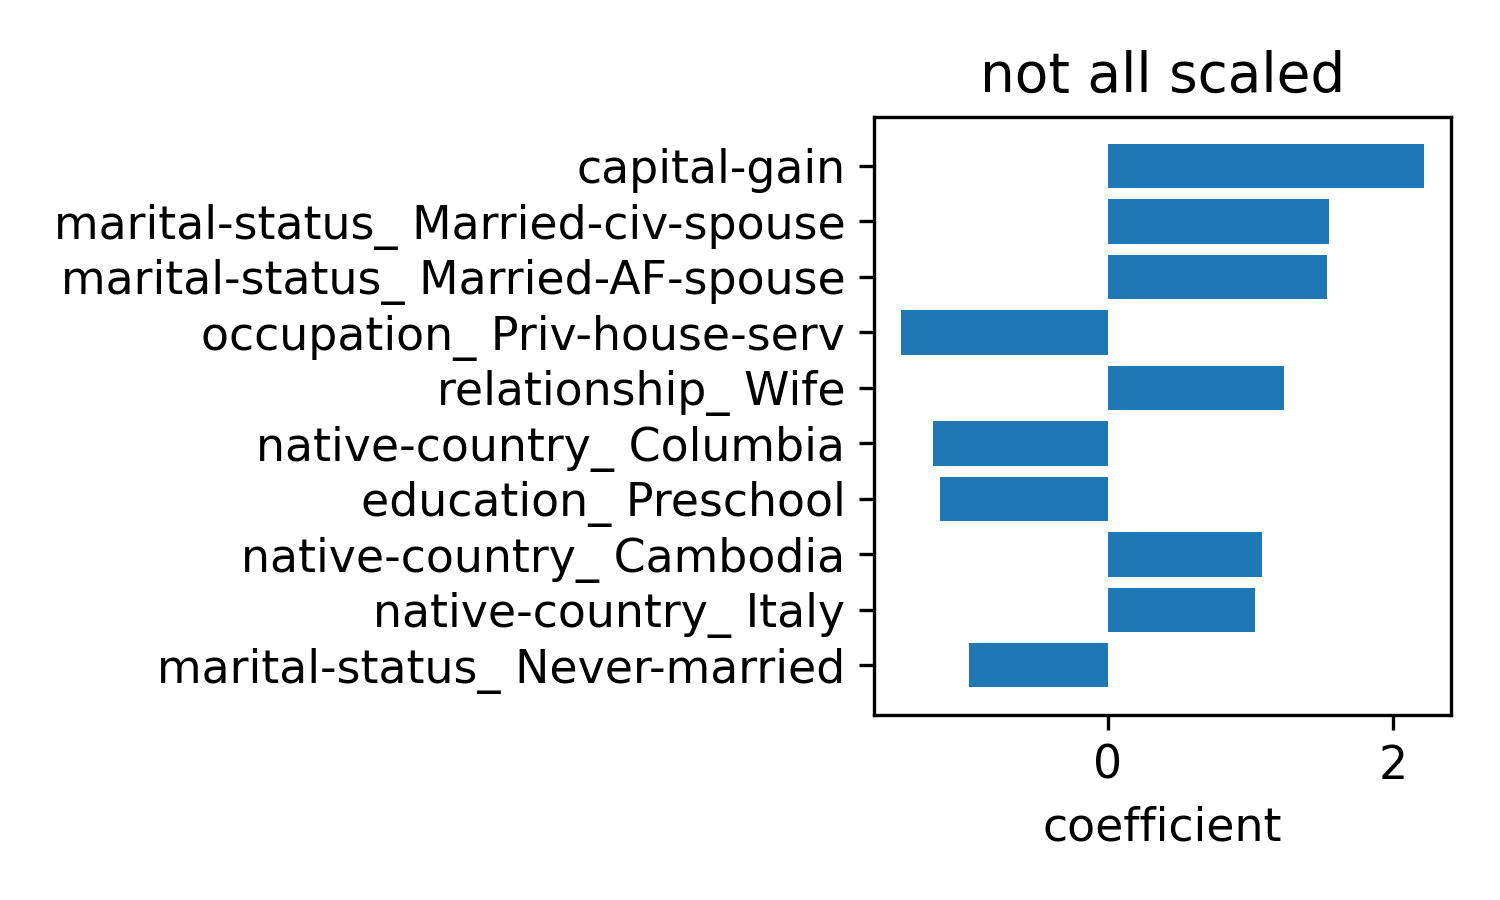 not all scaled
capital-gain
marital-status_ Married-civ-spouse
marital-status_ Married-AF-spouse
occupation_ Priv-house-serv
relationship_ Wife
native-country_ Columbia
education_ Preschool
native-country_ Cambodia
native-country_ Italy
marital-status_ Never-married
0 2
coefficient